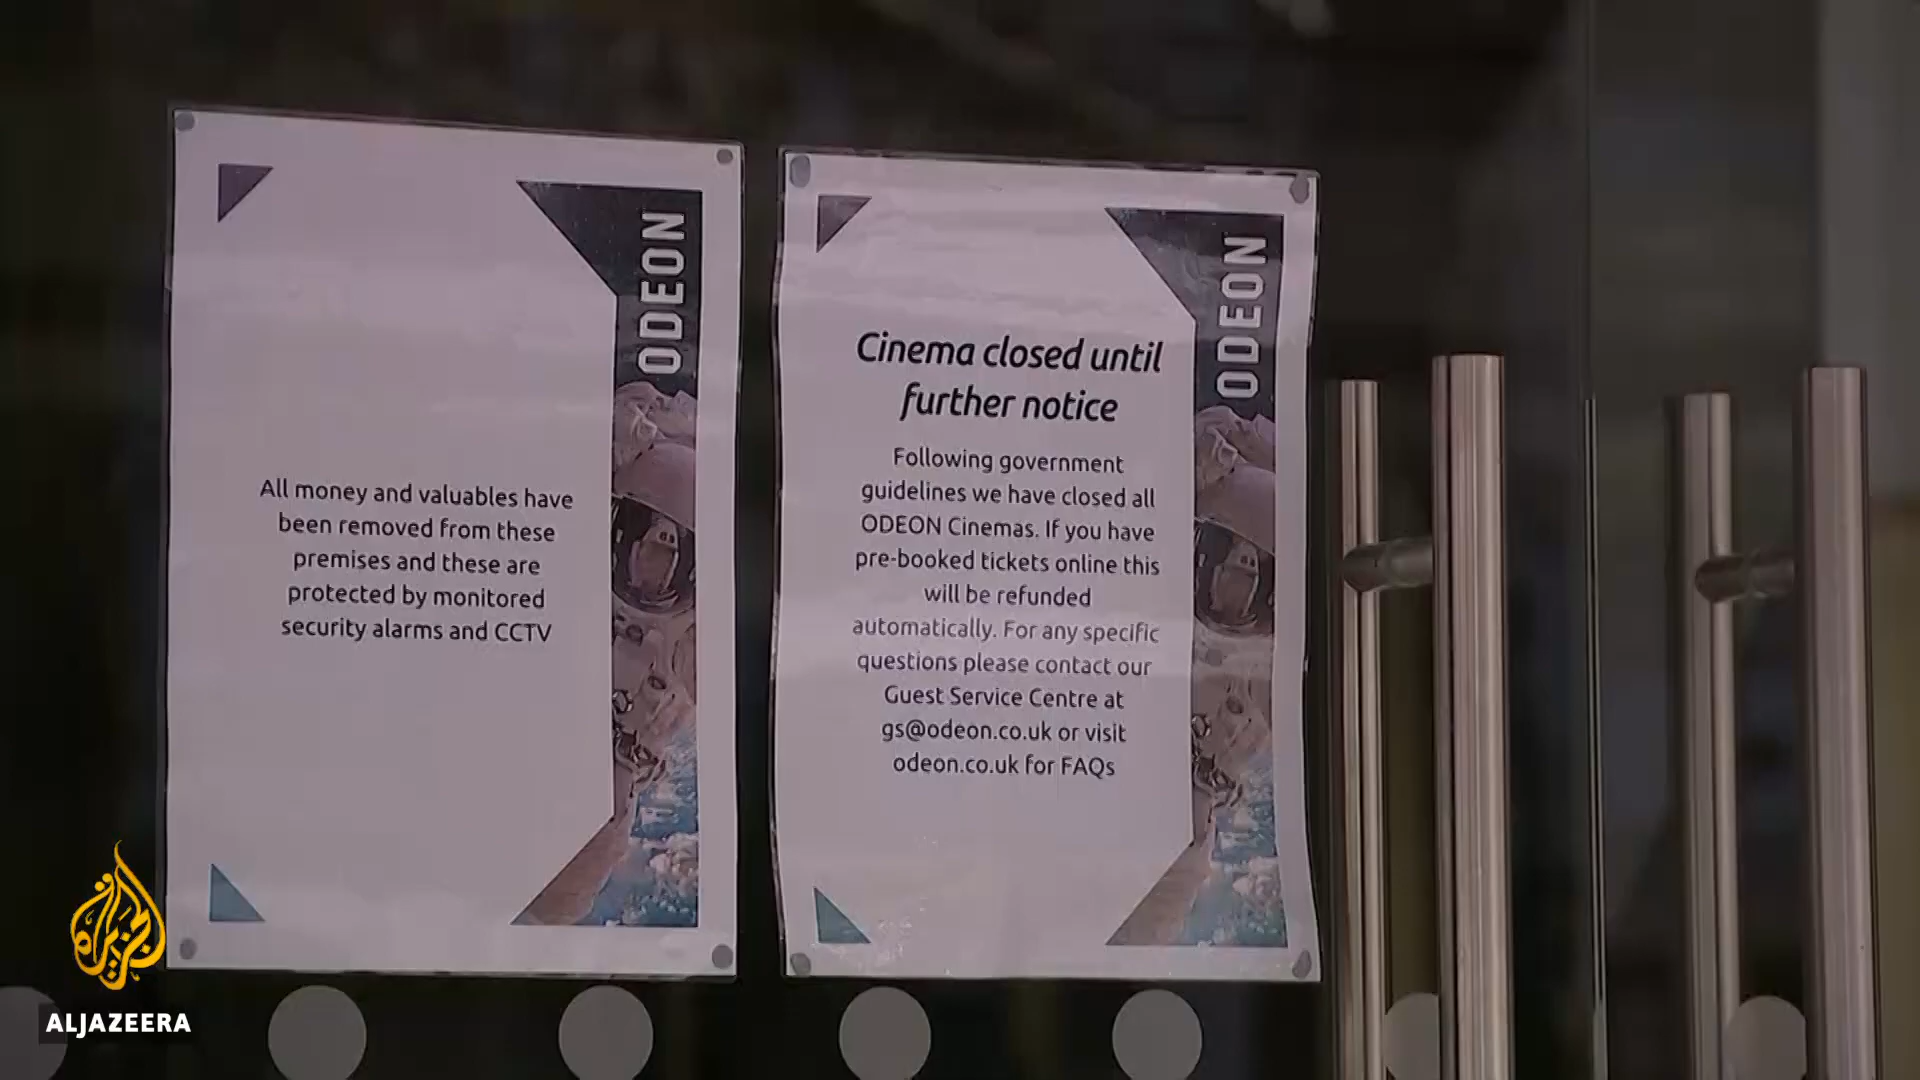 ODEON
All money and valuables have
been removed from these
premises and these are
protected by monitored
security alarms and CCTV
ODEON
Cinema closed until
further notice
Following government
guidelines we have closed all
ODEON Cinemas. If you have
pre-booked tickets online this
will be refunded
automatically. For any specific
questions please contact our
Guest Service Centre at
gs@odeon.co.uk or visit
odeon.co.uk for FAQs
الجزيرة
ALJAZEERA